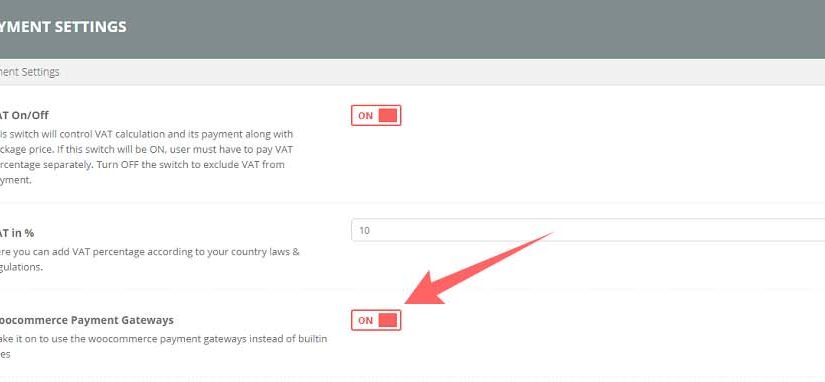 YMENT SETTINGS
ment Settings
AT On/Off
ON
is switch will control VAT calculation and its payment along with
ckage price. If this switch will be ON, user must have to pay VAT
rcentage separately. Turn OFF the switch to exclude VAT from
yment.
AT in %
10
ere you can add VAT percentage according to your country laws &
gulations.
oocommerce Payment Gateways
ON
ake it on to use the woocommerce payment gateways instead of builtin
es